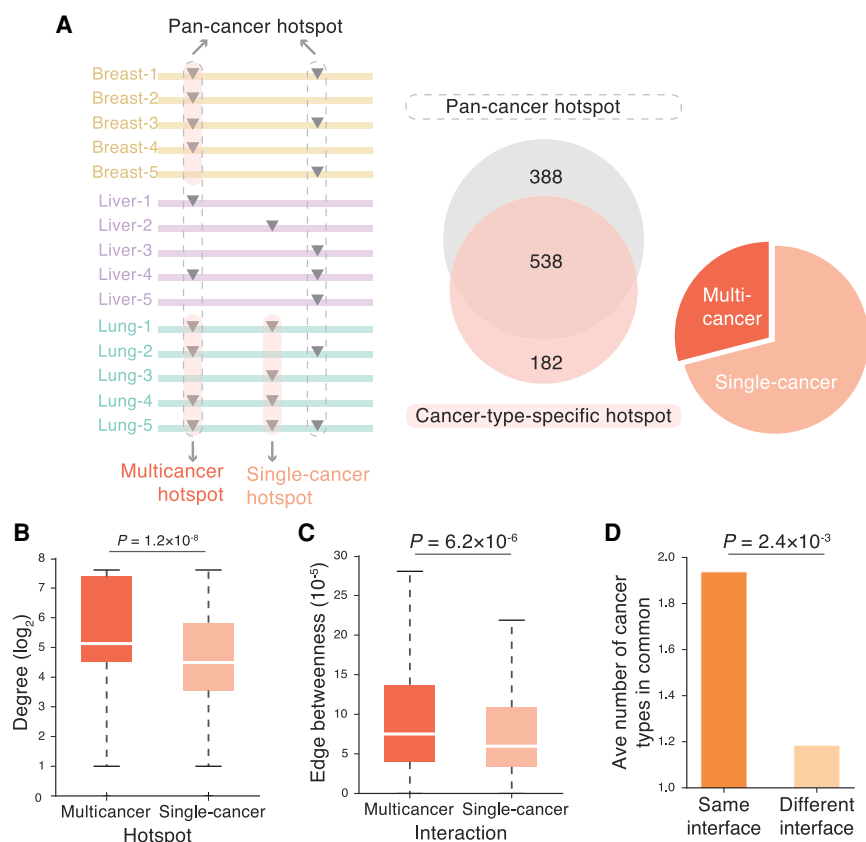 A
Pan-cancer hotspot
Breast-1
Breast-2
Breast-3
Breast-4
Breast-5
Liver-1
Liver-2
Liver-3
Liver-4
Liver-5
Lung-1
Lung-2
Lung-3
Lung-4
Lung-5
Multicancer
hotspot
Single-cancer
hotspot
Pan-cancer hotspot
388
538
182
Cancer-type-specific hotspot
Multi-
cancer
Single-cancer
B
P = 1.2×10⁻⁸
Degree (log₂)
8
7
6
5
4
3
2
1
0
Multicancer Single-cancer
Hotspot
C
P = 6.2×10⁻⁶
Edge betweenness (10⁻⁵)
30
25
20
15
10
5
0
Multicancer Single-cancer
Interaction
D
P = 2.4×10⁻³
Ave number of cancer
types in common
2.0
1.8
1.6
1.4
1.2
1.0
Same
interface
Different
interface